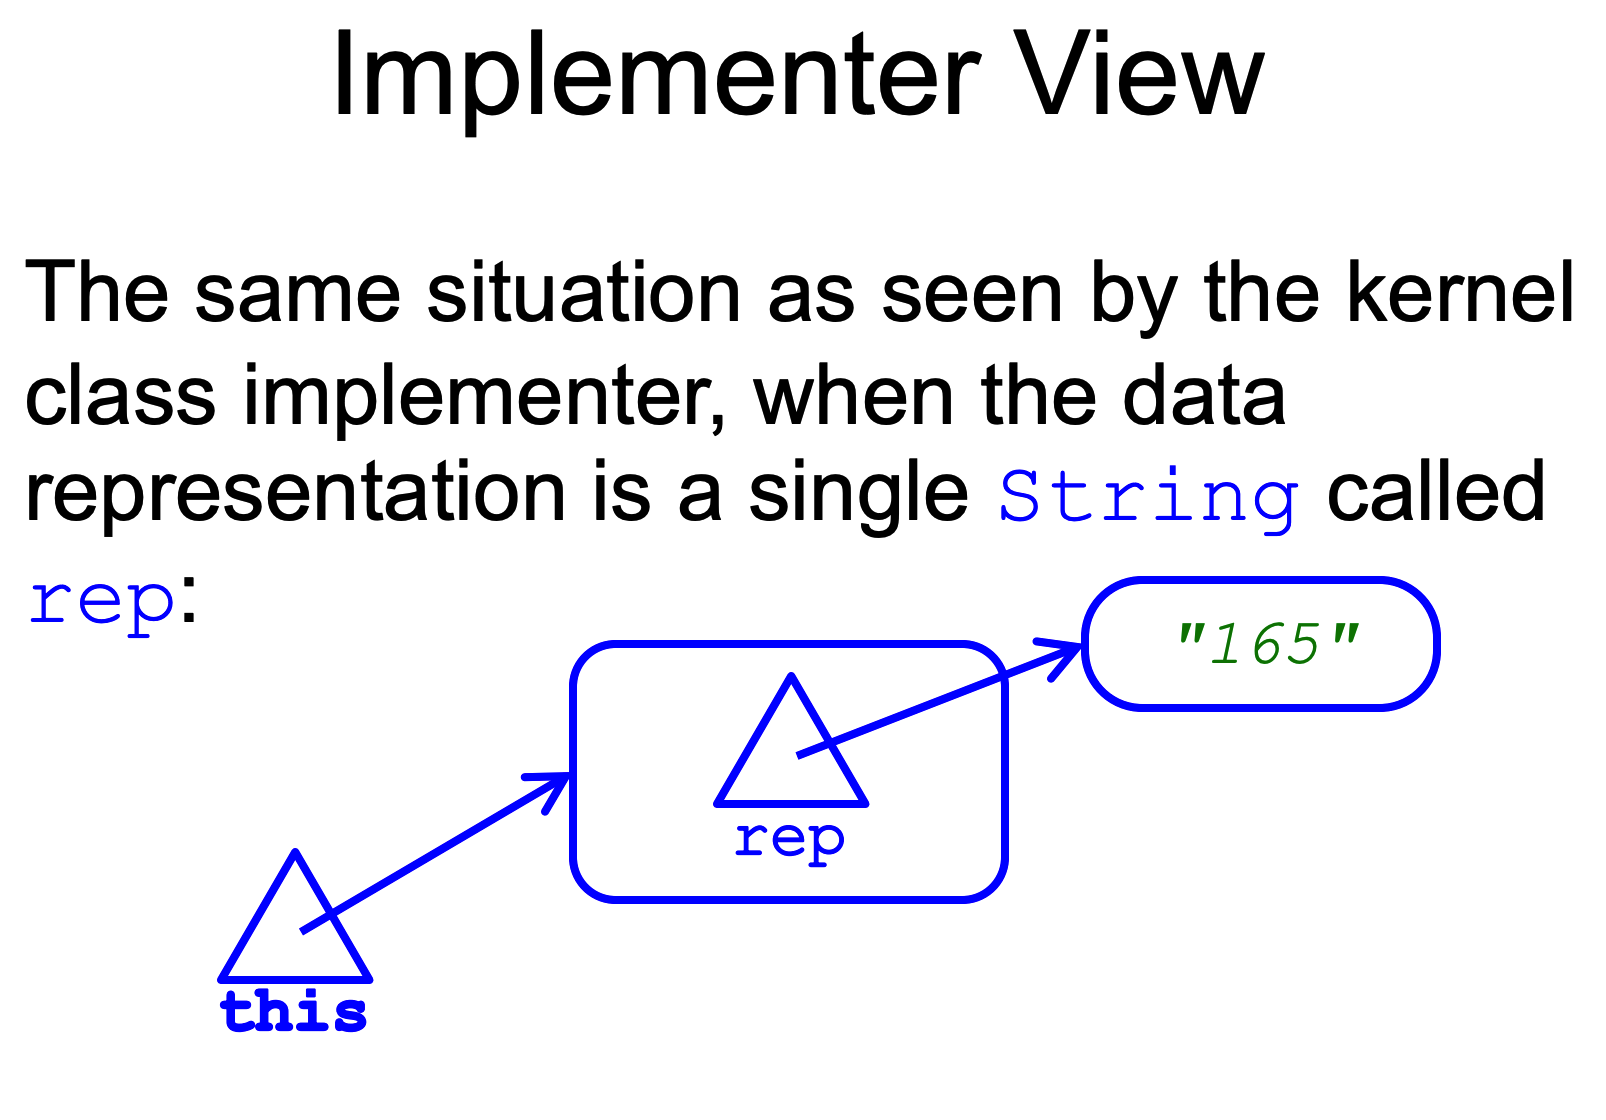 Implementer View
The same situation as seen by the kernel
class implementer, when the data
representation is a single String called
rep:
"165"
rep
this